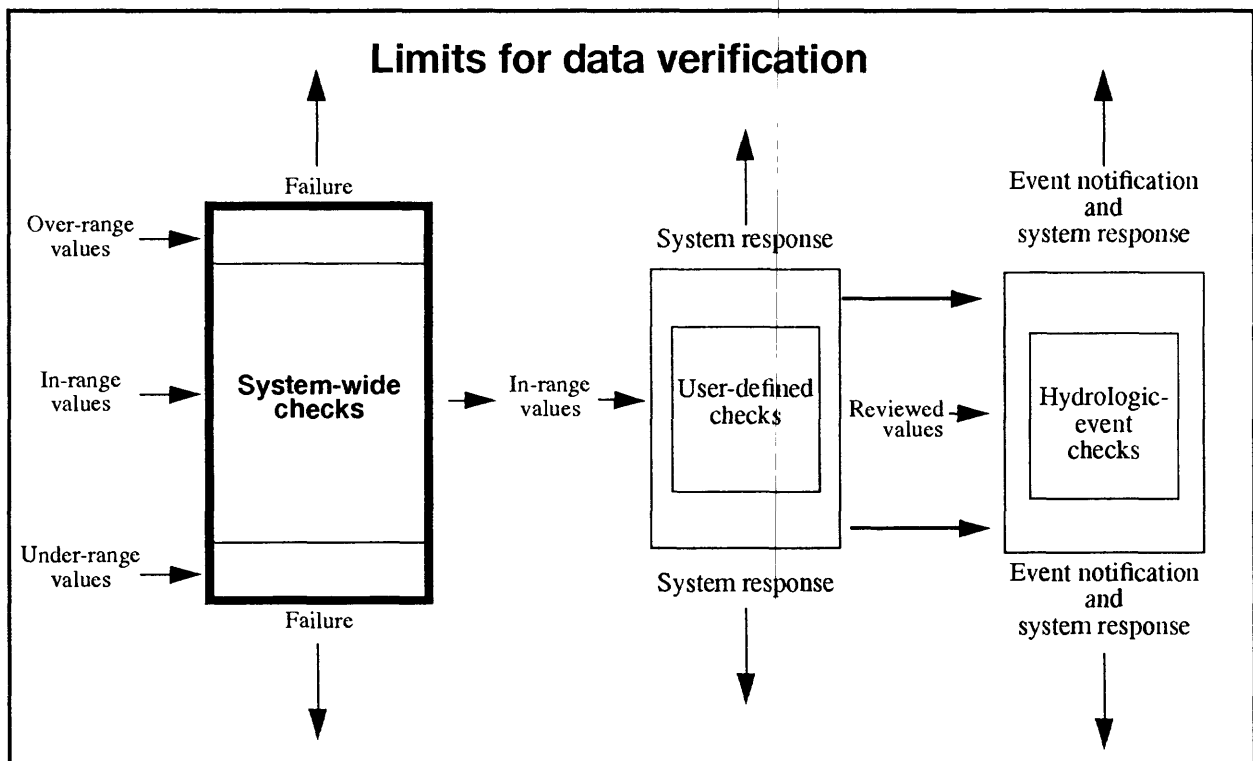 Limits for data verification
Failure
Over-range
values
In-range
values
Under-range
values
System-wide
checks
Failure
In-range
values
System response
User-defined
checks
System response
Reviewed
values
Event notification
and
system response
Hydrologic-
event
checks
Event notification
and
system response